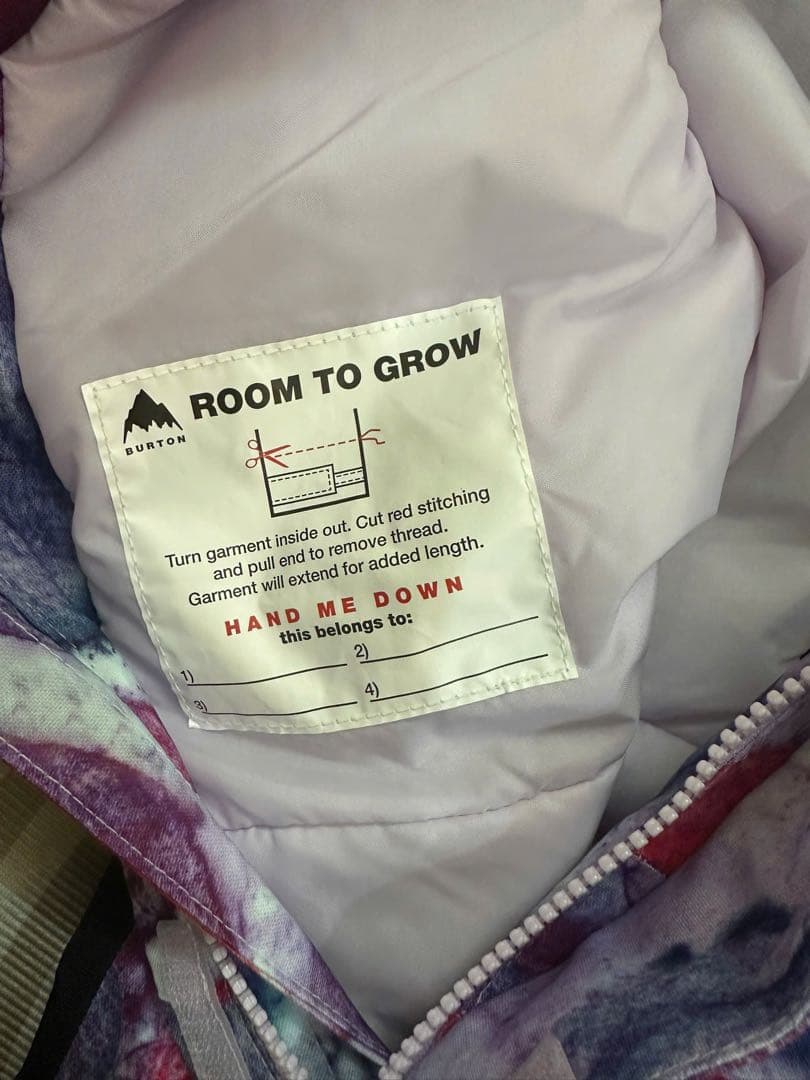 BURTON
ROOM TO GROW
Turn garment inside out. Cut red stitching
and pull end to remove thread.
Garment will extend for added length.
HAND ME DOWN
this belongs to:
1) 2)
3) 4)